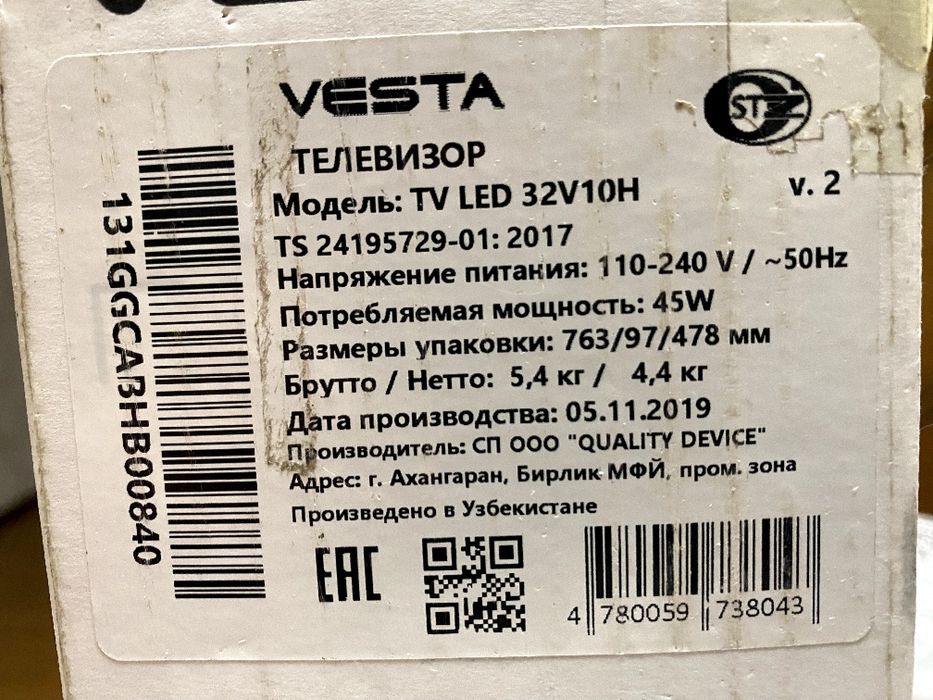 VESTA
ТЕЛЕВИЗОР
Модель: TV LED 32V10H
v. 2
TS 24195729-01: 2017
Напряжение питания: 110-240 V / ~50Hz
Потребляемая мощность: 45W
Размеры упаковки: 763/97/478 мм
Брутто / Нетто: 5,4 кг / 4,4 кг
Дата производства: 05.11.2019
Производитель: СП ООО "QUALITY DEVICE"
Адрес: г. Ахангаран, Бирлик МФЙ, пром. зона
Произведено в Узбекистане
EAC
4 780059 738043
131GGCABHB00840